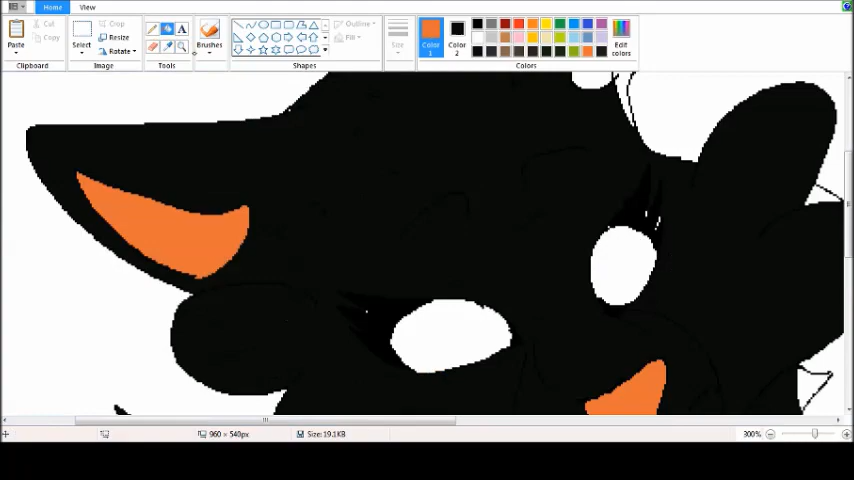 Home View
Paste
Cut
Copy
Clipboard
Select
Crop
Resize
Rotate
Image
A
Tools
Brushes
Shapes
Outline
Fill
Size
Color 1
Color 2
Edit colors
Colors
960 × 540px
Size: 19.1KB
300%